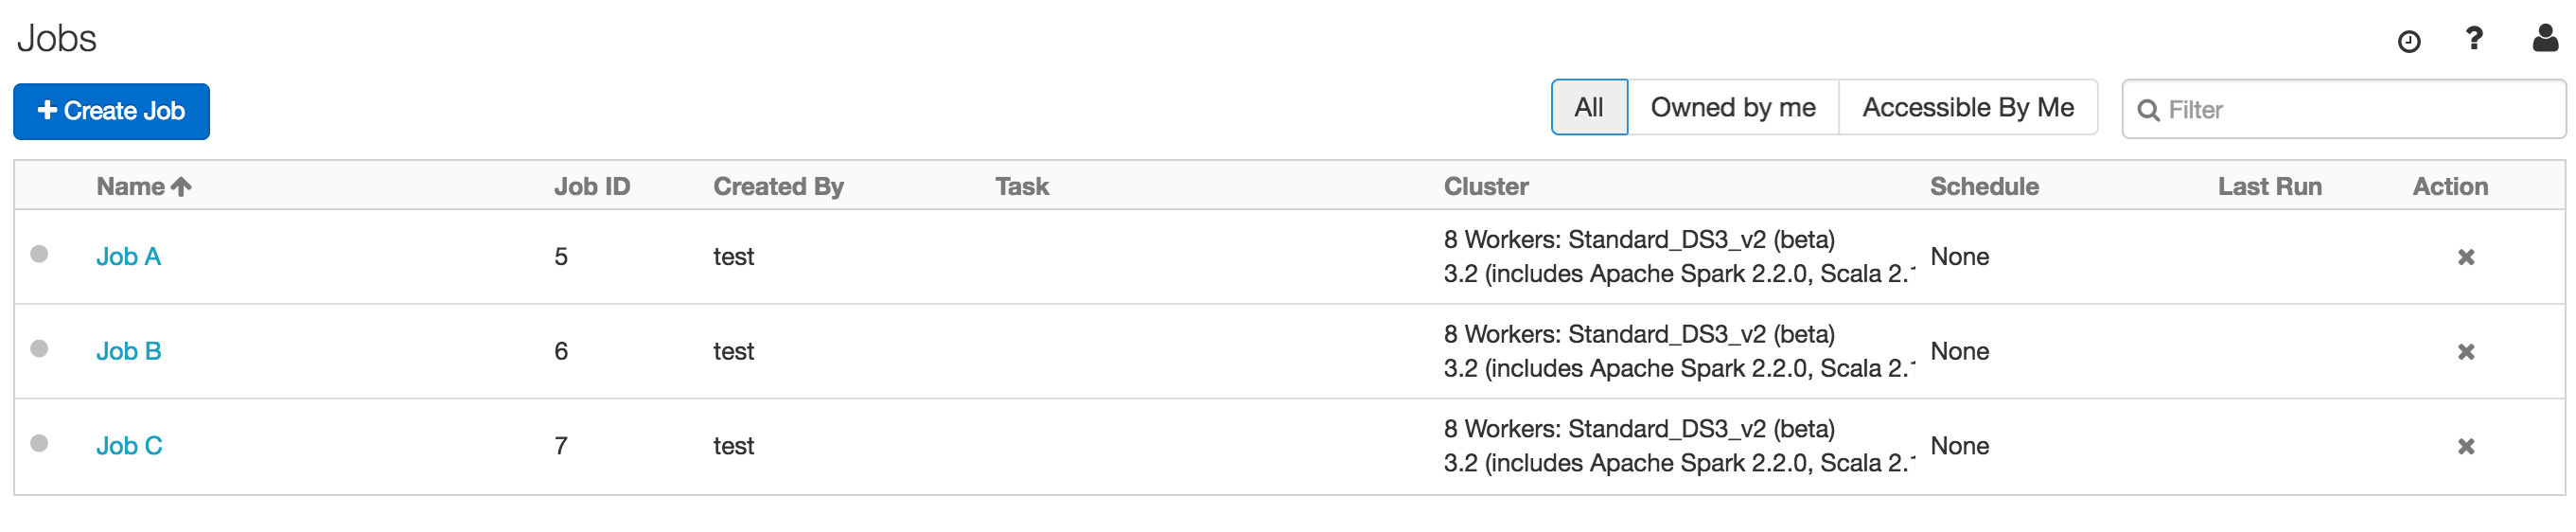 Jobs
?
+ Create Job
All Owned by me Accessible By Me Filter
Name Job ID Created By Task Cluster Schedule Last Run Action
Job A 5 test 8 Workers: Standard_DS3_v2 (beta) None
3.2 (includes Apache Spark 2.2.0, Scala 2.
Job B 6 test 8 Workers: Standard_DS3_v2 (beta) None
3.2 (includes Apache Spark 2.2.0, Scala 2.
Job C 7 test 8 Workers: Standard_DS3_v2 (beta) None
3.2 (includes Apache Spark 2.2.0, Scala 2.